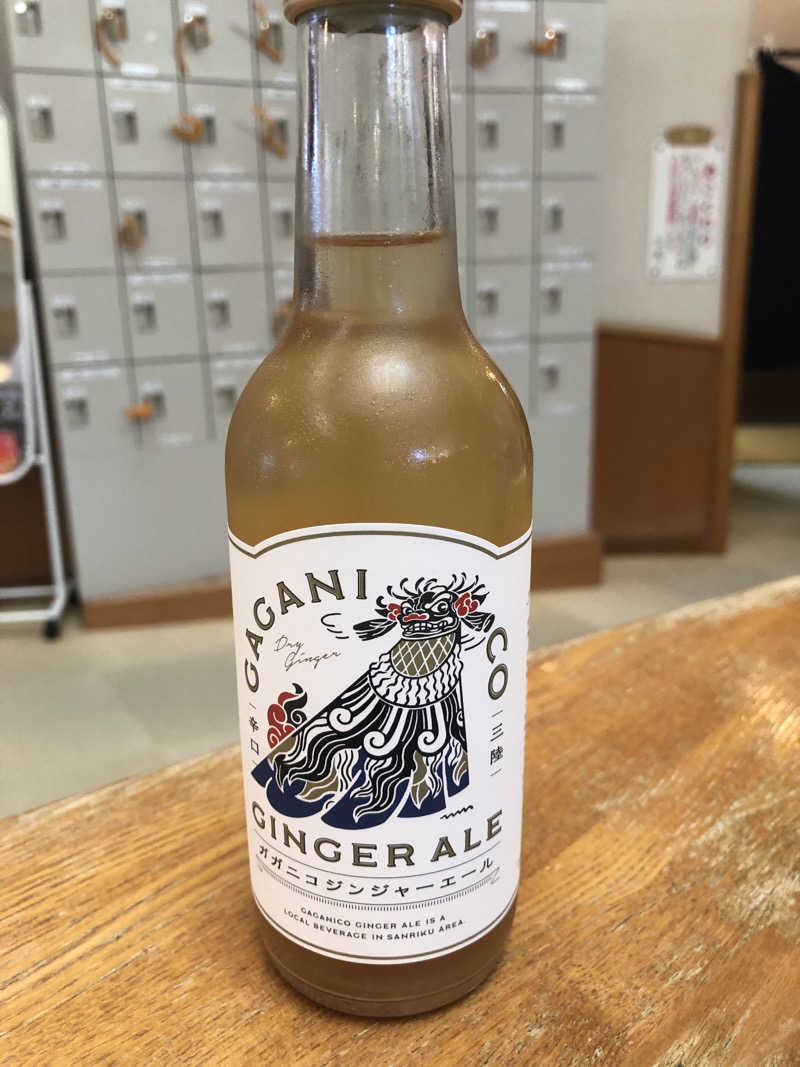 GAGANI
CO
Dry
Ginger
辛口
三陸
GINGER ALE
ガガニコジンジャーエール
GAGANICO GINGER ALE IS A
LOCAL BEVERAGE IN SANRIKU AREA.